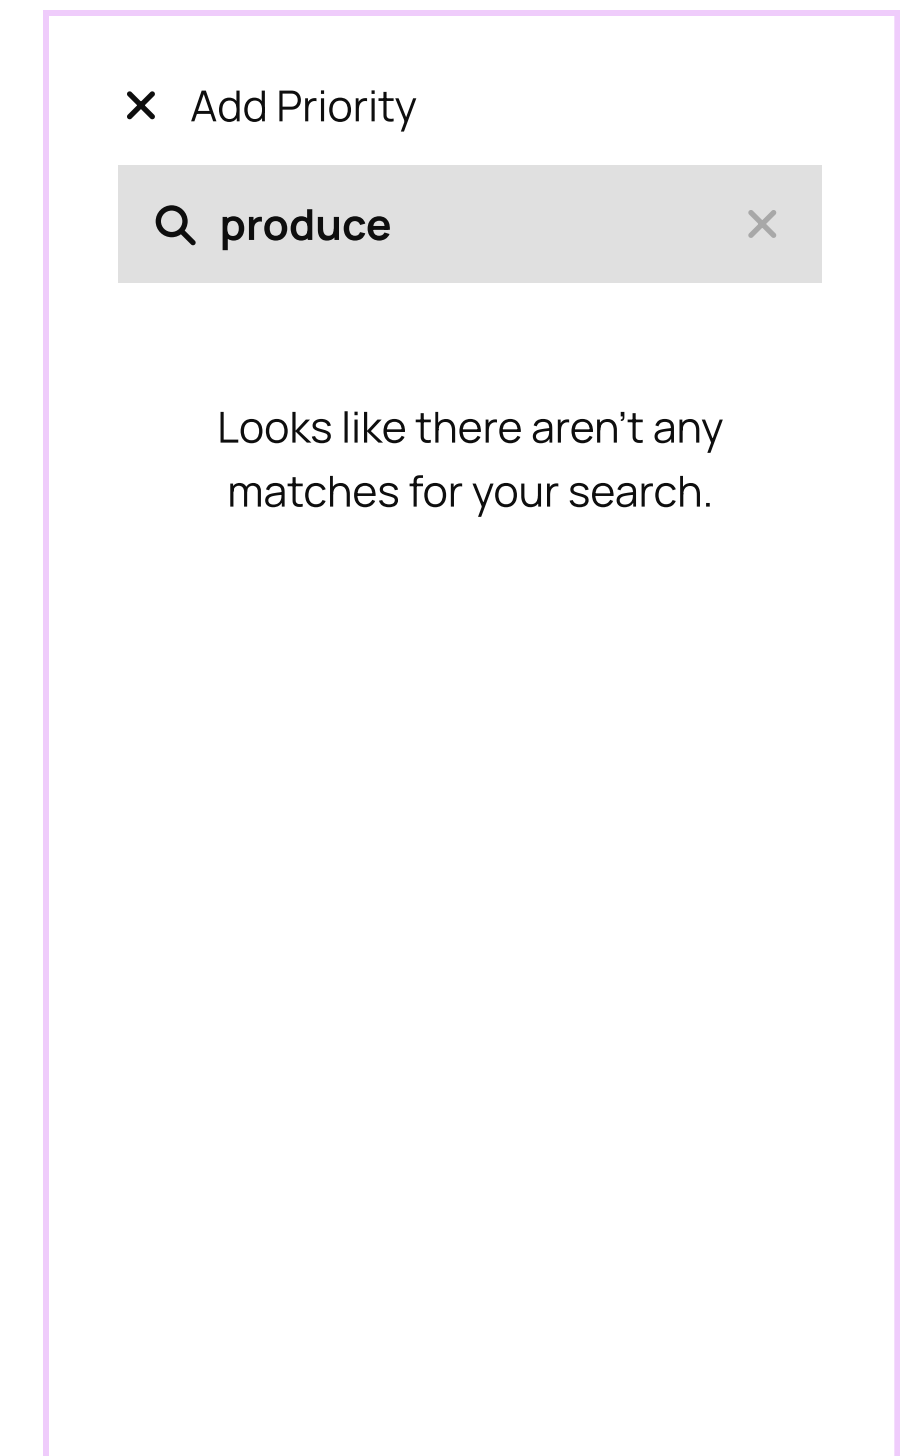 Add Priority
produce
Looks like there aren’t any
matches for your search.